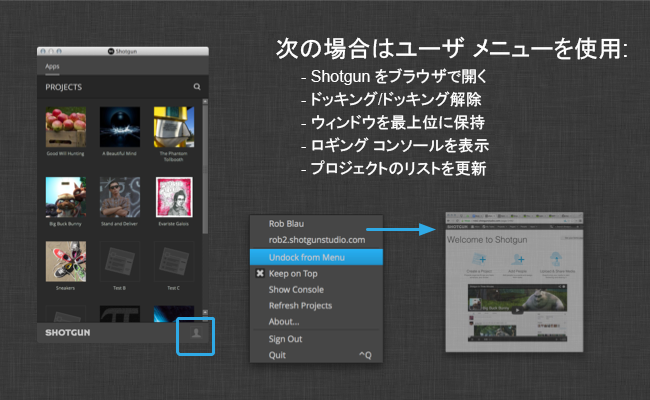 次の場合はユーザ メニューを使用:
- Shotgun をブラウザで開く
- ドッキング/ドッキング解除
- ウィンドウを最上位に保持
- ロギング コンソールを表示
- プロジェクトのリストを更新
Shotgun
Apps
PROJECTS
Good Will Hunting
A Beautiful Mind
The Phantom Tollbooth
Big Buck Bunny
Stand and Deliver
Evariste Galois
Sneakers
Test B
Test C
SHOTGUN
Rob Blau
rob2.shotgunstudio.com
Undock from Menu
Keep on Top
Show Console
Refresh Projects
About...
Sign Out
Quit ^Q
SHOTGUN
Welcome to Shotgun
Big Buck Bunny